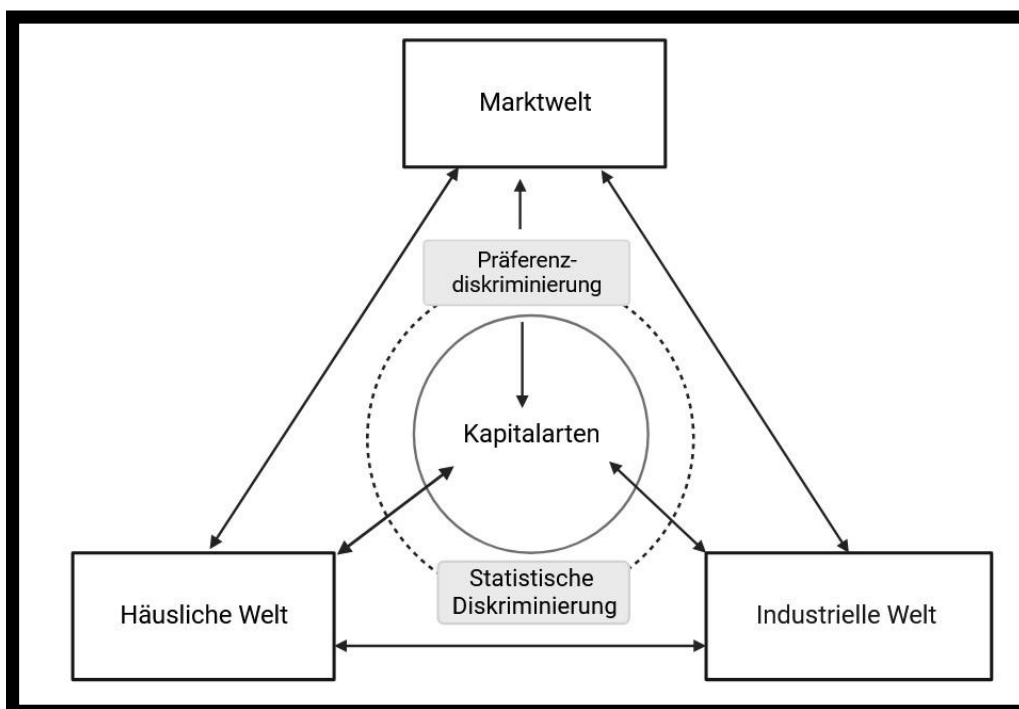 Marktwelt
Präferenz-
diskriminierung
Kapitalarten
Statistische
Diskriminierung
Häusliche Welt
Industrielle Welt